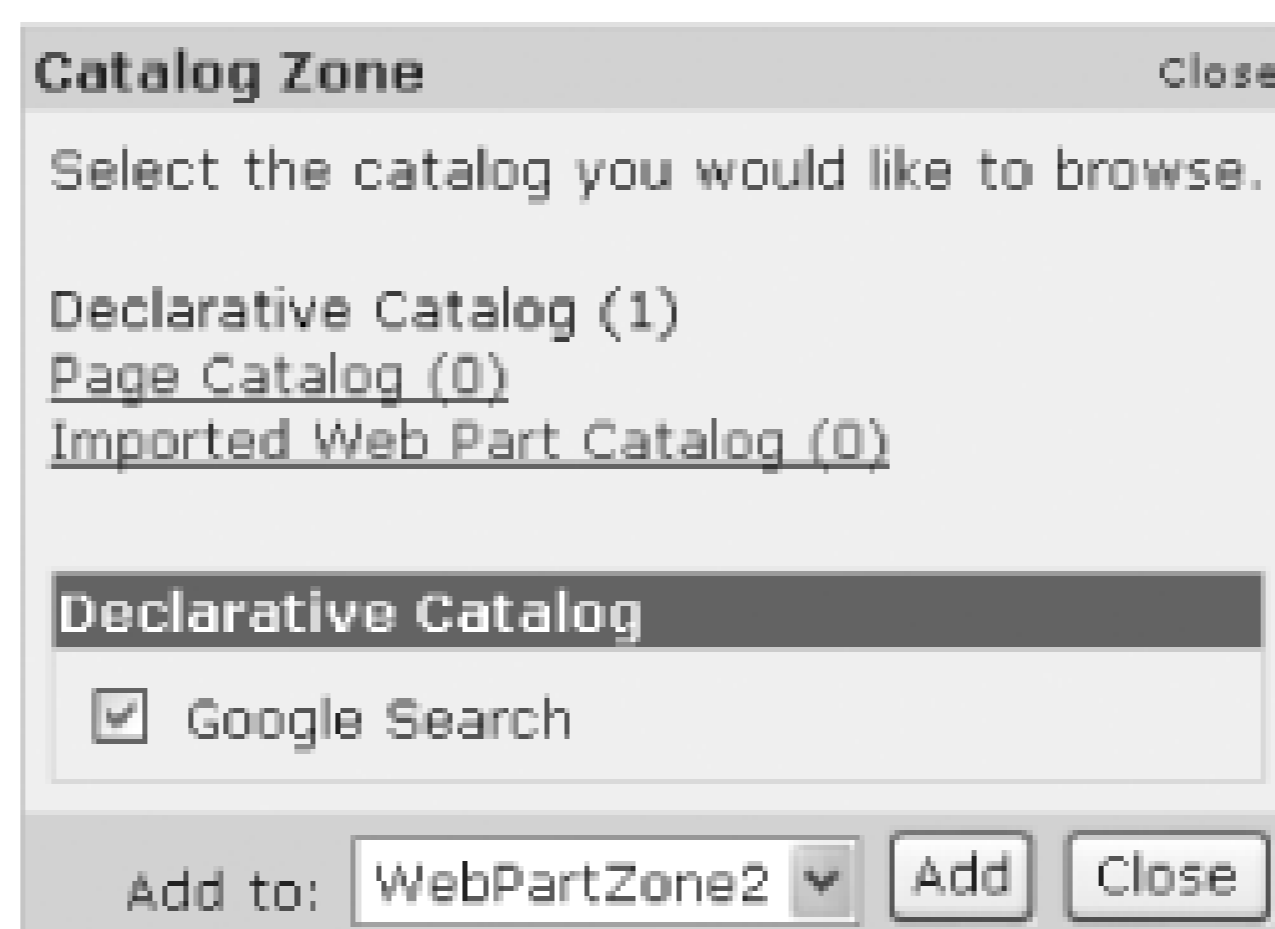 Catalog Zone Close
Select the catalog you would like to browse.
Declarative Catalog (1)
Page Catalog (0)
Imported Web Part Catalog (0)
Declarative Catalog
Google Search
Add to: WebPartZone2 Add Close